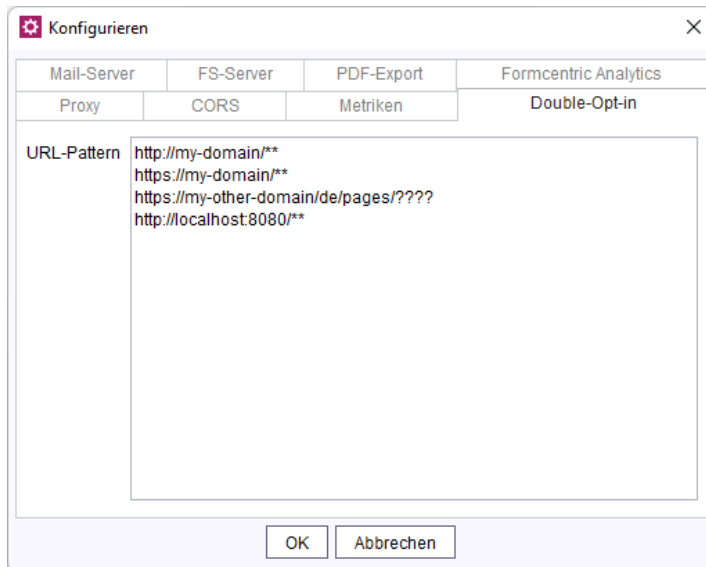 Konfigurieren
Mail-Server FS-Server PDF-Export Formcentric Analytics
Proxy CORS Metriken Double-Opt-in
URL-Pattern http://my-domain/**
https://my-domain/**
https://my-other-domain/de/pages/????
http://localhost:8080/**
OK Abbrechen